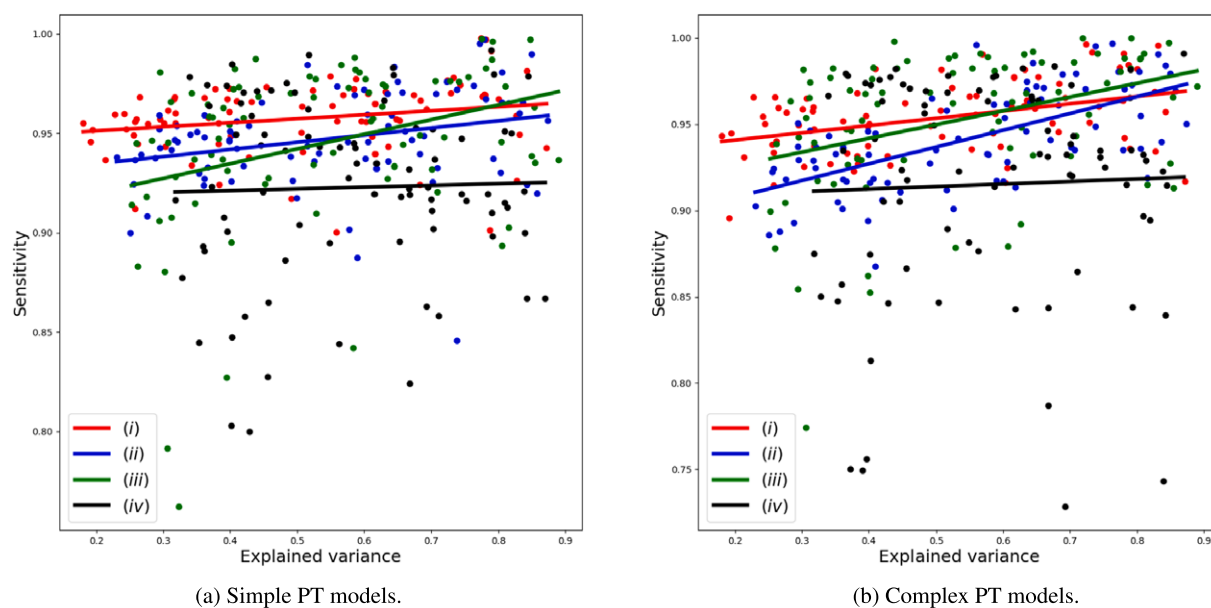 1.00
0.95
0.90
0.85
0.80
Sensitivity
(i)
(ii)
(iii)
(iv)
0.2 0.3 0.4 0.5 0.6 0.7 0.8 0.9
Explained variance
(a) Simple PT models.
1.00
0.95
0.90
0.85
0.80
0.75
Sensitivity
(i)
(ii)
(iii)
(iv)
0.2 0.3 0.4 0.5 0.6 0.7 0.8 0.9
Explained variance
(b) Complex PT models.